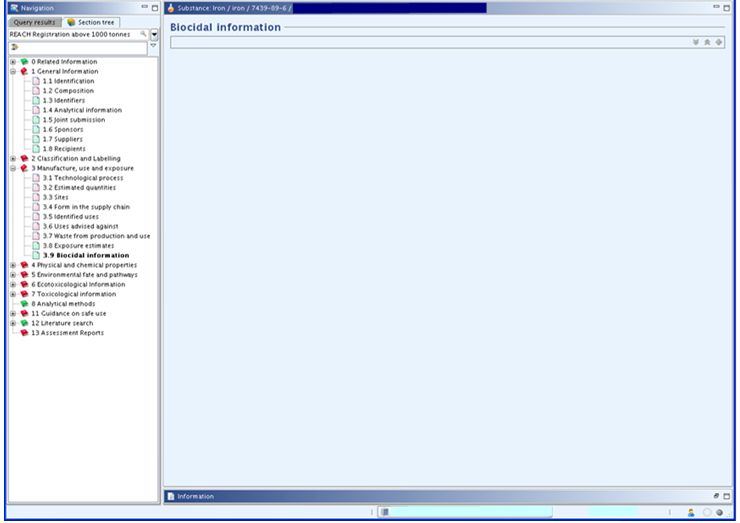 Navigation
Query results
Section tree
REACH Registration above 1000 tonnes
0 Related Information
1 General Information
1.1 Identification
1.2 Composition
1.3 Identifiers
1.4 Analytical information
1.5 Joint submission
1.6 Sponsors
1.7 Suppliers
1.8 Recipients
2 Classification and Labelling
3 Manufacture, use and exposure
3.1 Technological process
3.2 Estimated quantities
3.3 Sites
3.4 Form in the supply chain
3.5 Identified uses
3.6 Uses advised against
3.7 Waste from production and use
3.8 Exposure estimates
3.9 Biocidal information
4 Physical and chemical properties
5 Environmental fate and pathways
6 Ecotoxicological Information
7 Toxicological information
8 Analytical methods
11 Guidance on safe use
12 Literature search
13 Assessment Reports
Substance: Iron / iron / 7439-89-6 /
Biocidal information
Information